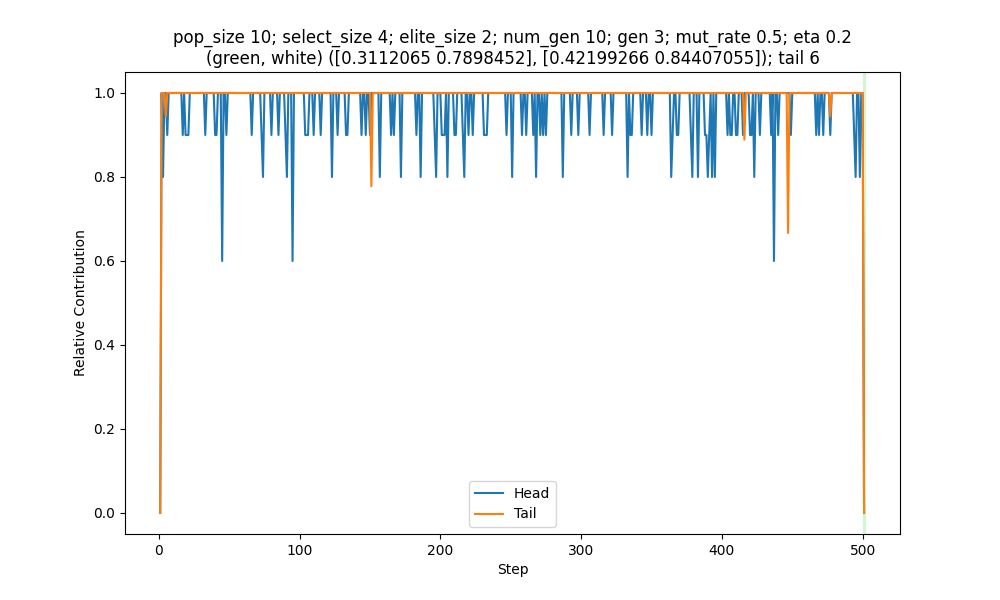 pop_size 10; select_size 4; elite_size 2; num_gen 10; gen 3; mut_rate 0.5; eta 0.2
(green, white) ([0.3112065 0.7898452], [0.42199266 0.84407055]); tail 6
1.0
0.8
0.6
0.4
0.2
0.0
Relative Contribution
Head
Tail
0
100
200
300
400
500
Step